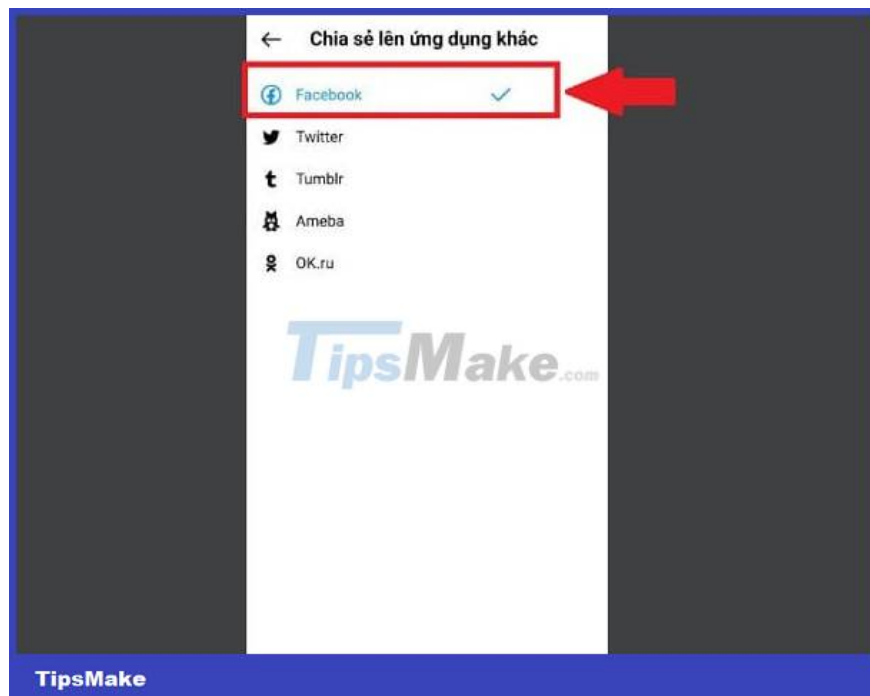 Chia sẻ lên ứng dụng khác
Facebook
Twitter
Tumblr
Ameba
OK.ru
TipsMake.com
TipsMake